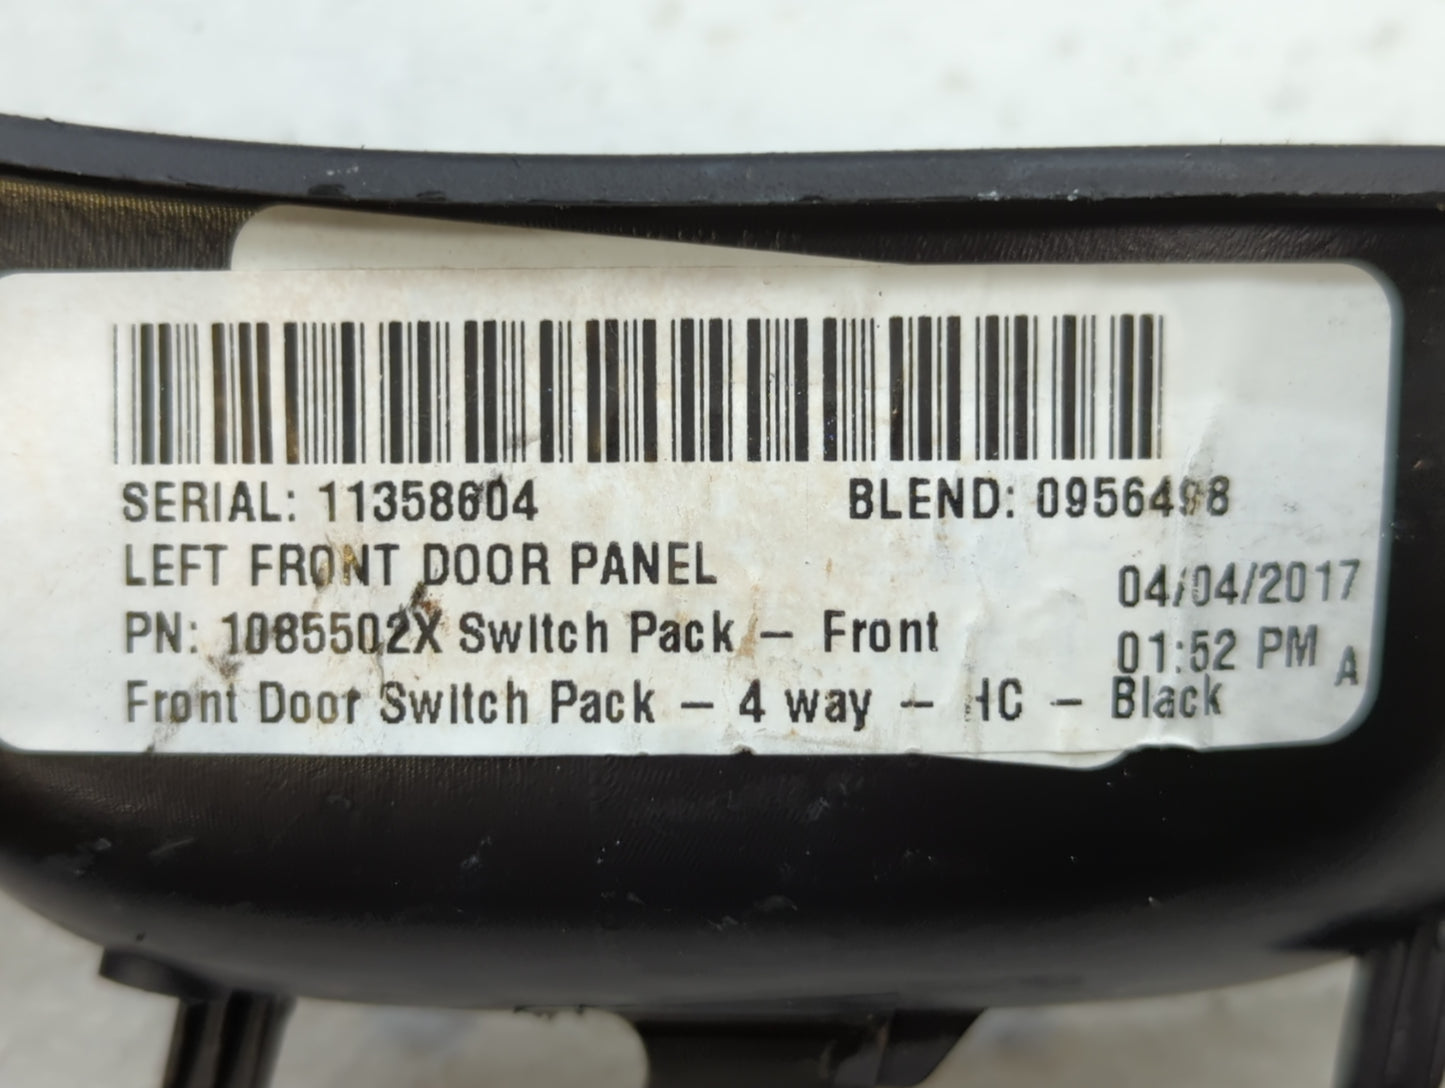 SERIAL: 11358604 BLEND: 0956498
LEFT FRONT DOOR PANEL
04/04/2017
PN: 1085502X Switch Pack - Front
01:52 PM A
Front Door Switch Pack - 4 way - - Black